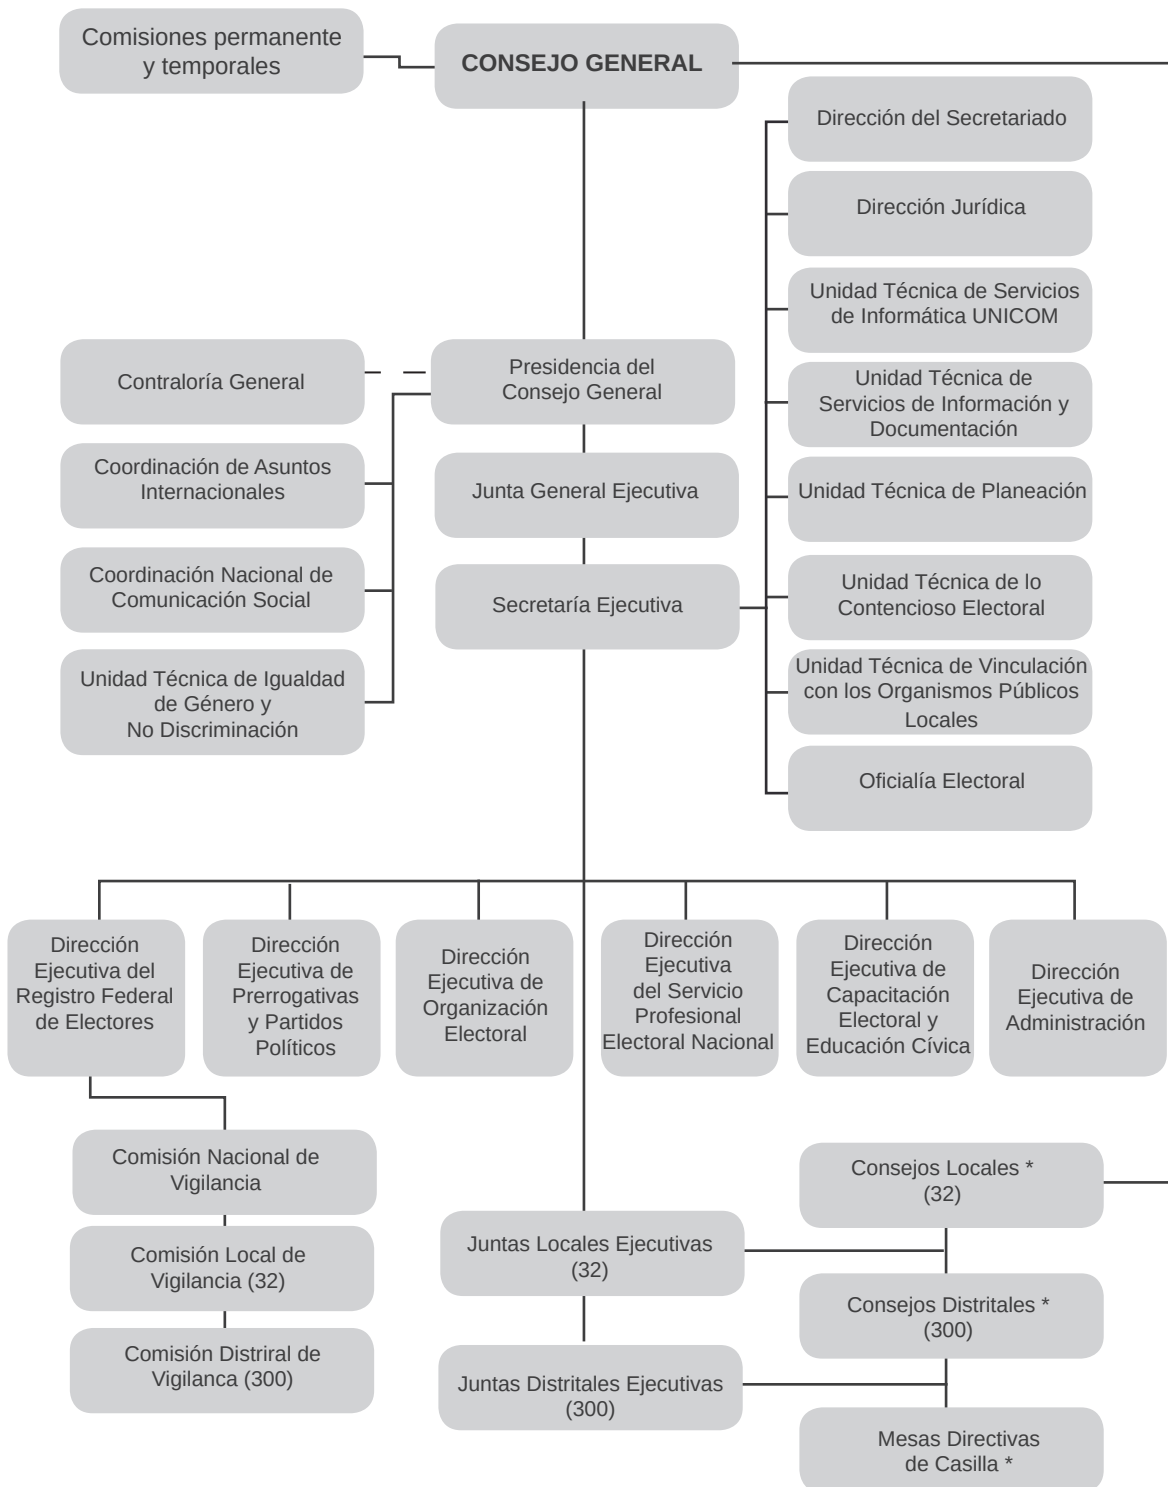 Comisiones permanente
y temporales
CONSEJO GENERAL
Dirección del Secretariado
Dirección Jurídica
Unidad Técnica de Servicios
de Informática UNICOM
Unidad Técnica de
Servicios de Información y
Documentación
Unidad Técnica de Planeación
Unidad Técnica de lo
Contencioso Electoral
Unidad Técnica de Vinculación
con los Organismos Públicos
Locales
Oficialía Electoral
Contraloría General
Presidencia del
Consejo General
Coordinación de Asuntos
Internacionales
Junta General Ejecutiva
Coordinación Nacional de
Comunicación Social
Secretaría Ejecutiva
Unidad Técnica de Igualdad
de Género y
No Discriminación
Dirección
Ejecutiva del
Registro Federal
de Electores
Dirección
Ejecutiva de
Prerrogativas
y Partidos
Políticos
Dirección
Ejecutiva de
Organización
Electoral
Dirección
Ejecutiva
del Servicio
Profesional
Electoral Nacional
Dirección
Ejecutiva de
Capacitación
Electoral y
Educación Cívica
Dirección
Ejecutiva de
Administración
Comisión Nacional de
Vigilancia
Comisión Local de
Vigilancia (32)
Comisión Distriral de
Vigilanca (300)
Juntas Locales Ejecutivas
(32)
Juntas Distritales Ejecutivas
(300)
Consejos Locales *
(32)
Consejos Distritales *
(300)
Mesas Directivas
de Casilla *